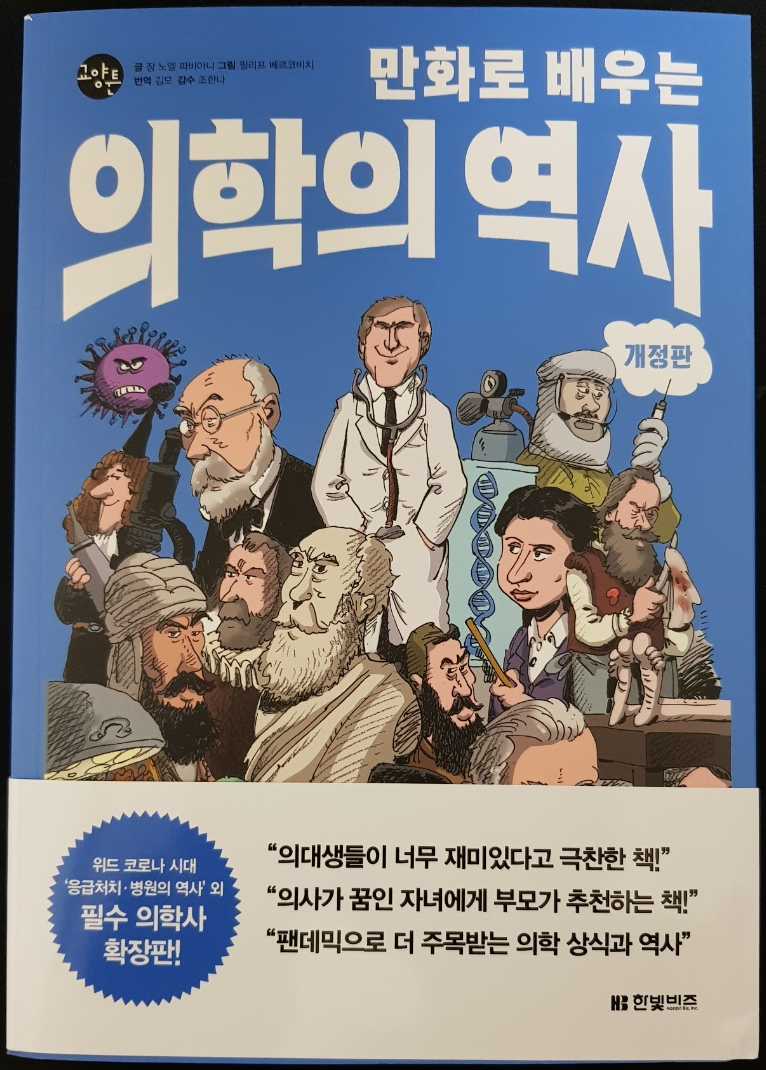 교양툰
글 장 노엘 파비아니 그림 필리프 베르코비치
번역 김모 감수 조한나
만화로 배우는
의학의 역사
개정판
위드 코로나 시대
‘응급처치·병원의 역사’ 외
필수 의학사
확장판!
“의대생들이 너무 재미있다고 극찬한 책!”
“의사가 꿈인 자녀에게 부모가 추천하는 책!”
“팬데믹으로 더 주목받는 의학 상식과 역사”
HB 한빛비즈
Hanbit Biz, Inc.